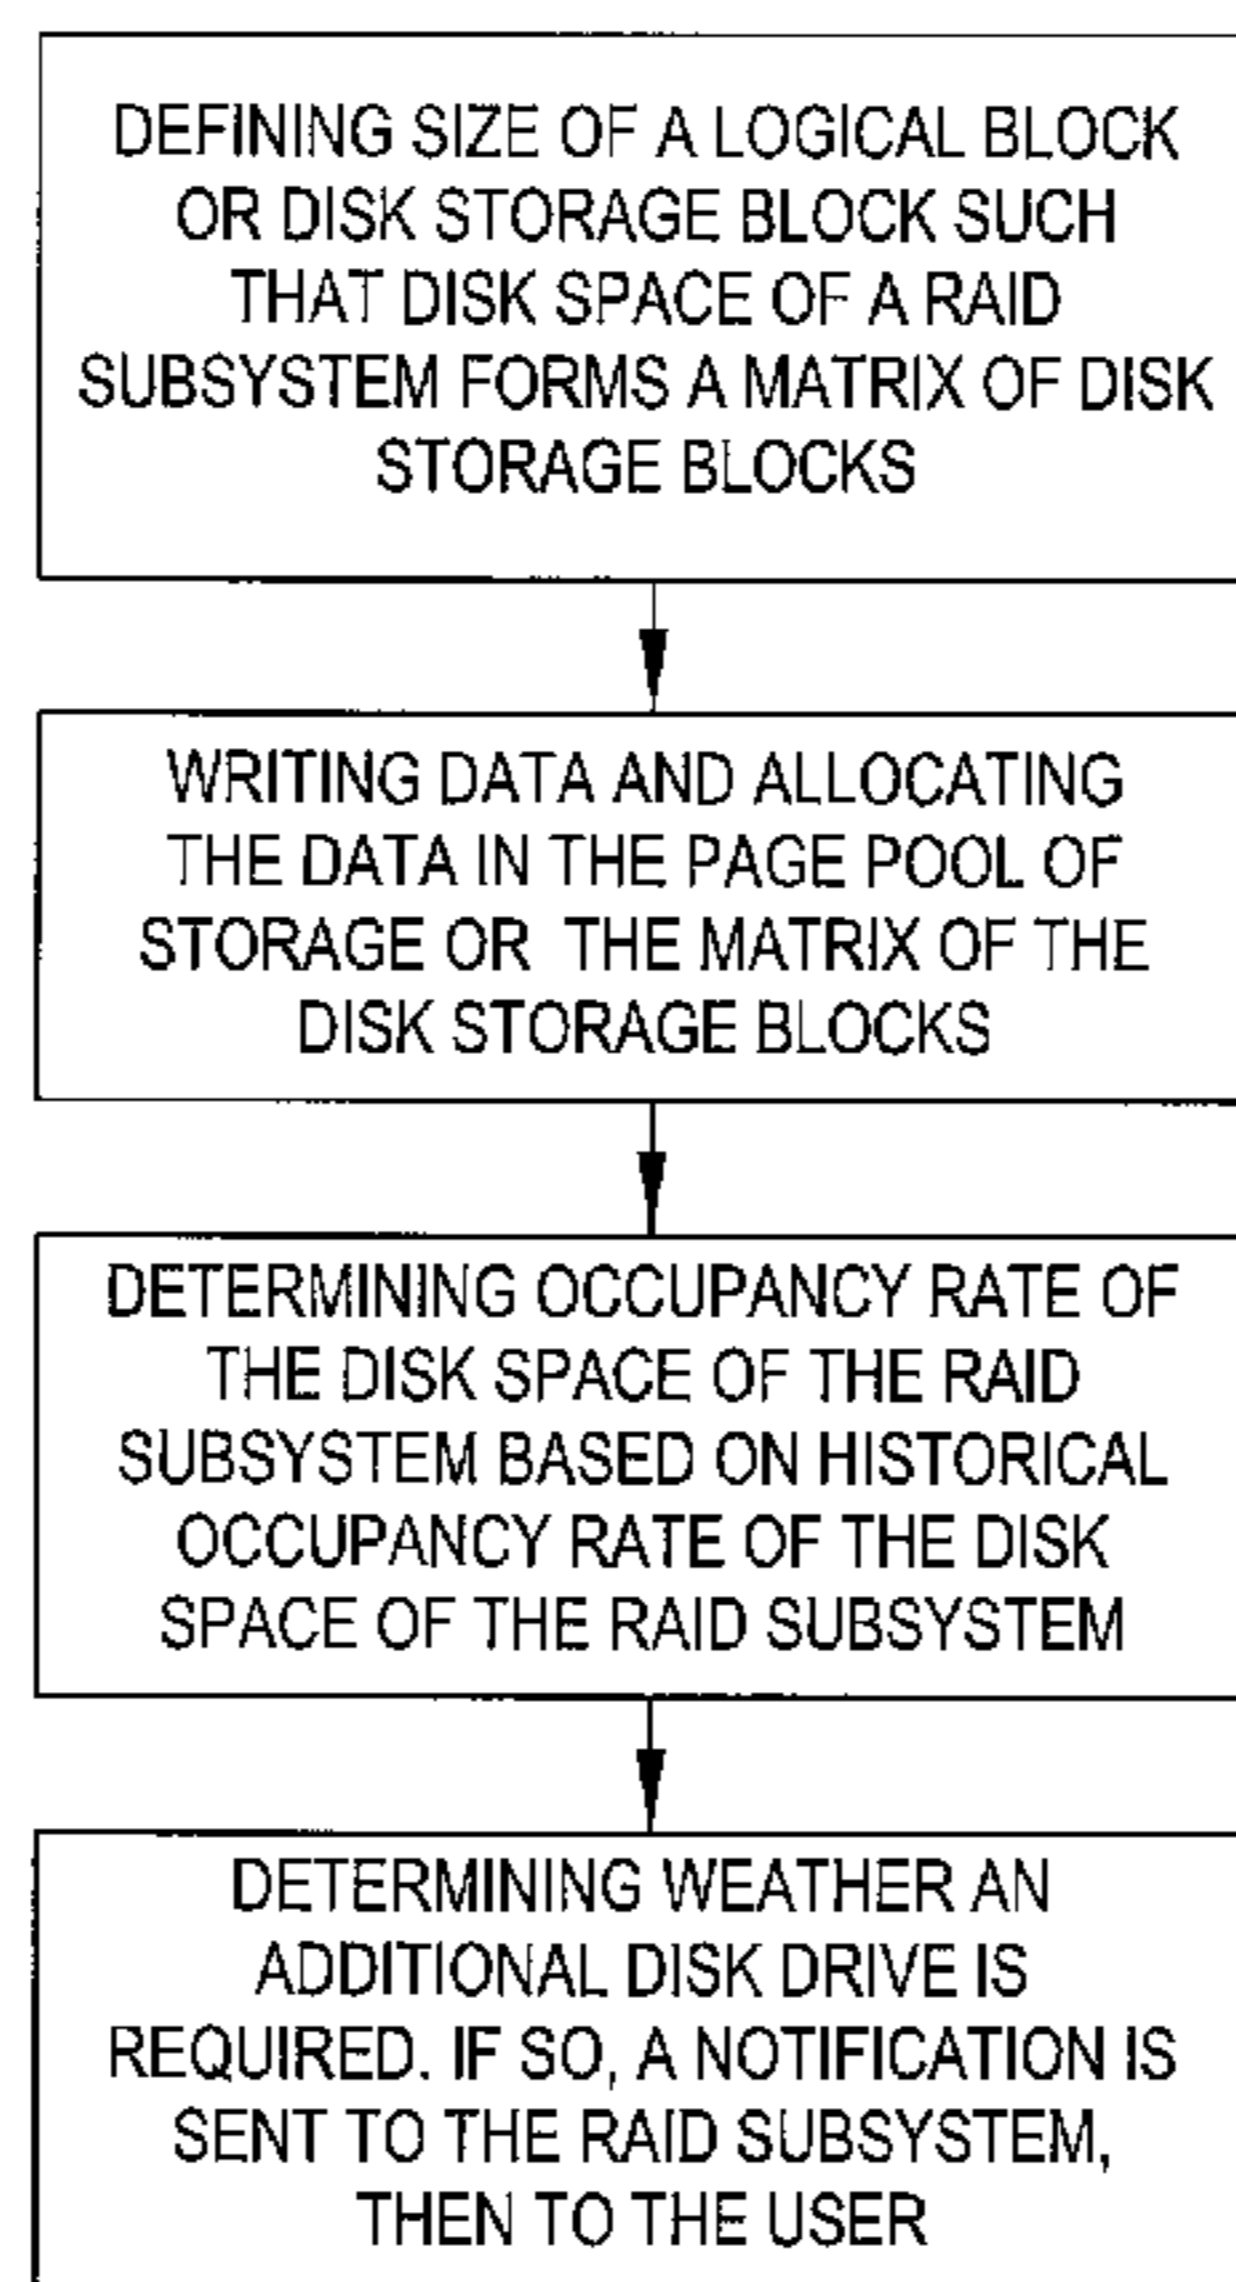 DEFINING SIZE OF A LOGICAL BLOCK
OR DISK STORAGE BLOCK SUCH
THAT DISK SPACE OF A RAID
SUBSYSTEM FORMS A MATRIX OF DISK
STORAGE BLOCKS
WRITING DATA AND ALLOCATING
THE DATA IN THE PAGE POOL OF
STORAGE OR THE MATRIX OF THE
DISK STORAGE BLOCKS
DETERMINING OCCUPANCY RATE OF
THE DISK SPACE OF THE RAID
SUBSYSTEM BASED ON HISTORICAL
OCCUPANCY RATE OF THE DISK
SPACE OF THE RAID SUBSYSTEM
DETERMINING WEATHER AN
ADDITIONAL DISK DRIVE IS
REQUIRED. IF SO, A NOTIFICATION IS
SENT TO THE RAID SUBSYSTEM,
THEN TO THE USER